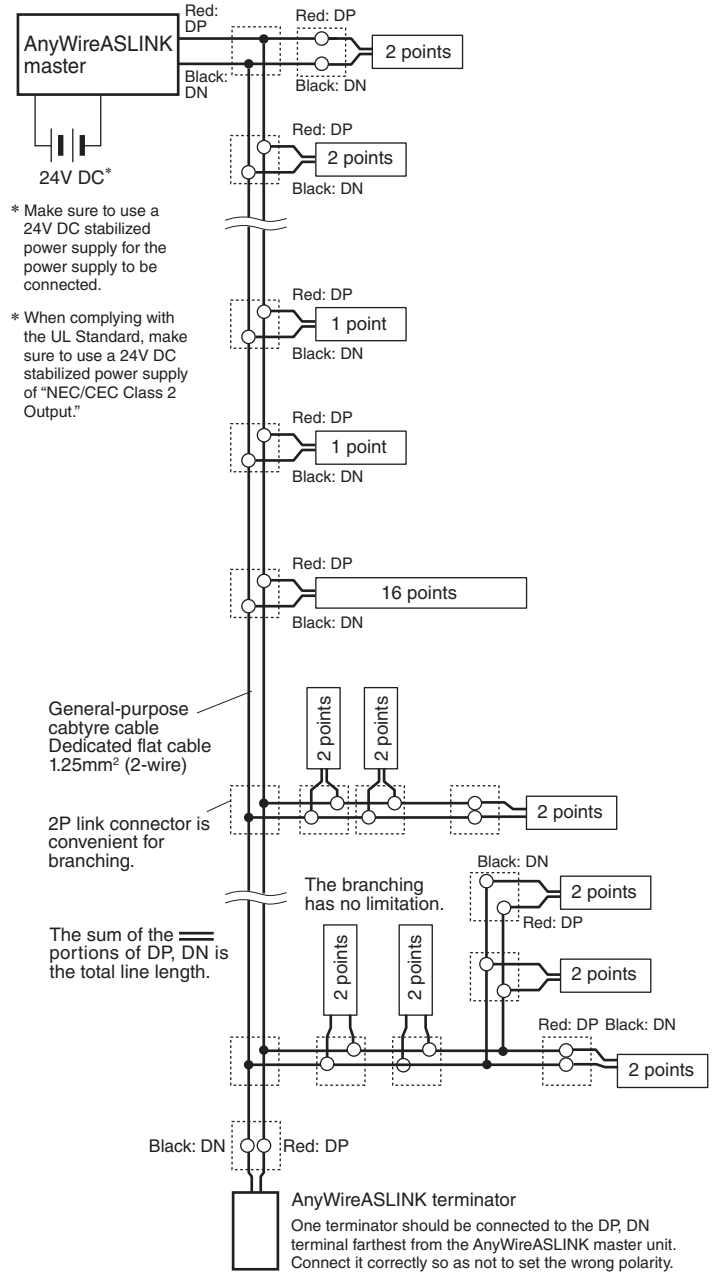 Red:
DP
Red: DP
AnyWireASLINK
master
2 points
Black:
DN
Black: DN
24V DC*
Red: DP
2 points
Black: DN
* Make sure to use a
24V DC stabilized
power supply for the
power supply to be
connected.
* When complying with
the UL Standard, make
sure to use a 24V DC
stabilized power supply
of “NEC/CEC Class 2
Output.”
Red: DP
1 point
Black: DN
Red: DP
1 point
Black: DN
Red: DP
16 points
Black: DN
General-purpose
cabtyre cable
Dedicated flat cable
1.25mm² (2-wire)
2 points
2 points
2 points
2P link connector is
convenient for
branching.
The branching
has no limitation.
Black: DN
2 points
Red: DP
The sum of the
portions of DP, DN is
the total line length.
2 points
2 points
2 points
Red: DP Black: DN
2 points
Black: DN
Red: DP
AnyWireASLINK terminator
One terminator should be connected to the DP, DN
terminal farthest from the AnyWireASLINK master unit.
Connect it correctly so as not to set the wrong polarity.